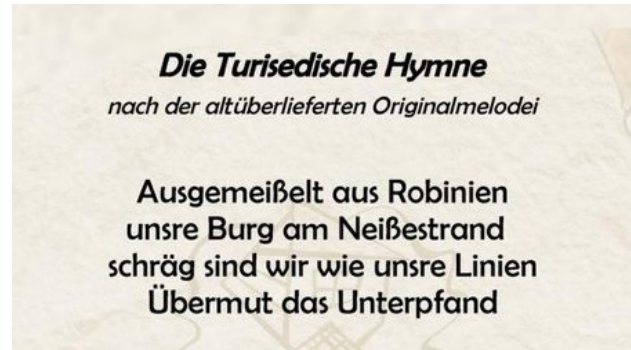 Die Turisedische Hymne
nach der altüberlieferten Originalmelodei
Ausgemeißelt aus Robinien
unsre Burg am Neißestrand
schräg sind wir wie unsre Linien
Übermut das Unterpfand